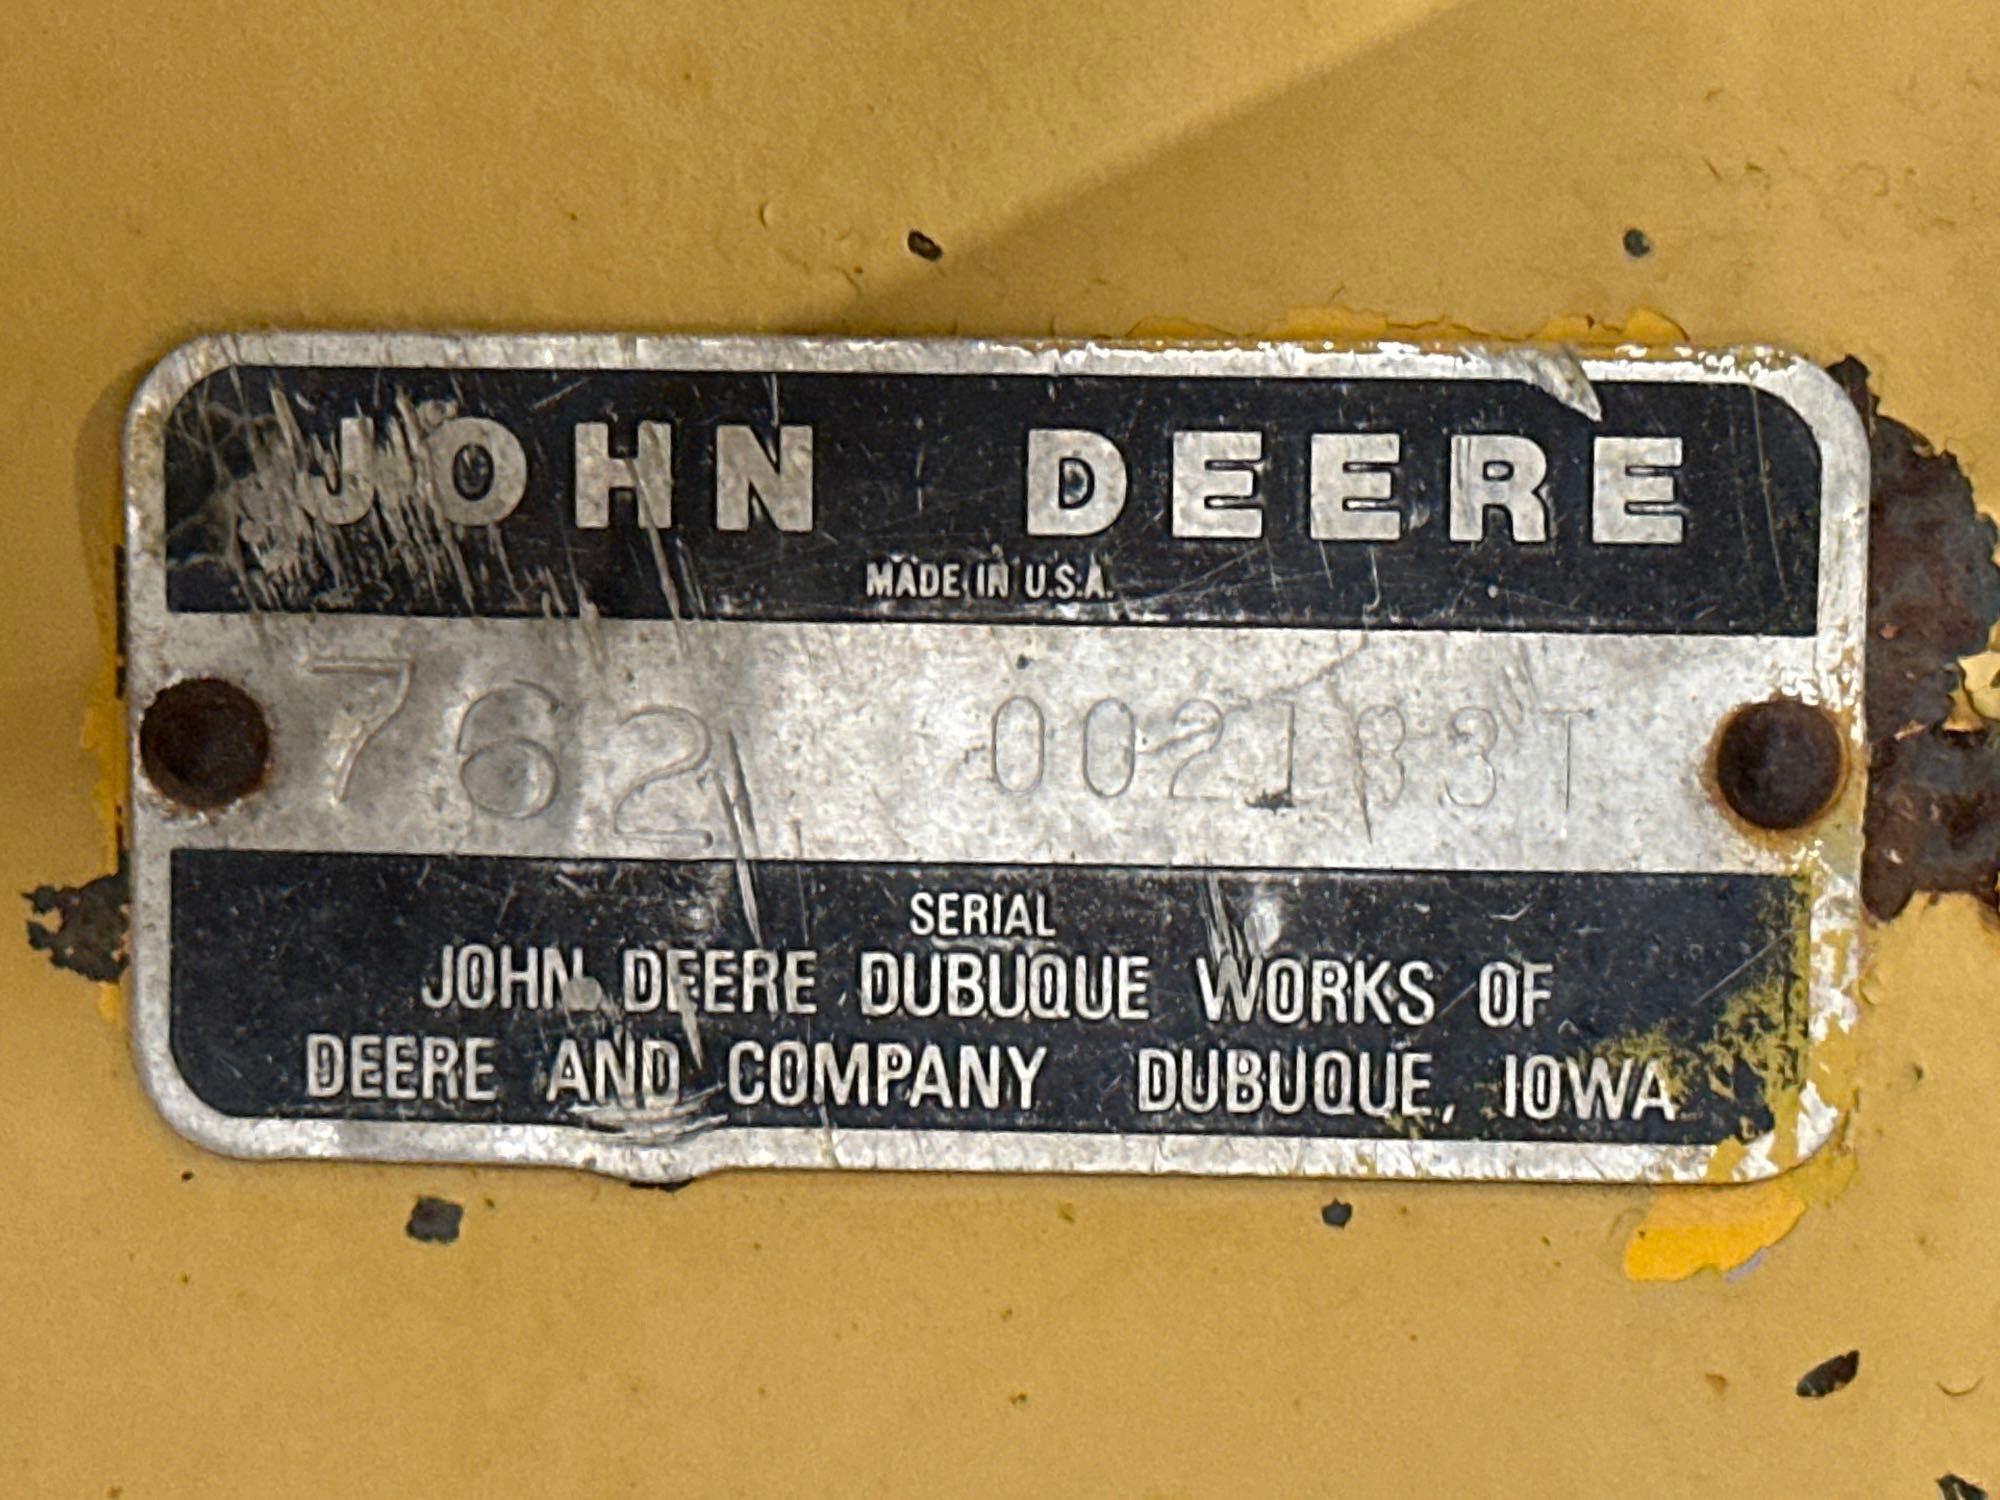 JOHN DEERE
MADE IN U.S.A.
762 002183T
SERIAL
JOHN DEERE DUBUQUE WORKS OF
DEERE AND COMPANY DUBUQUE, IOWA